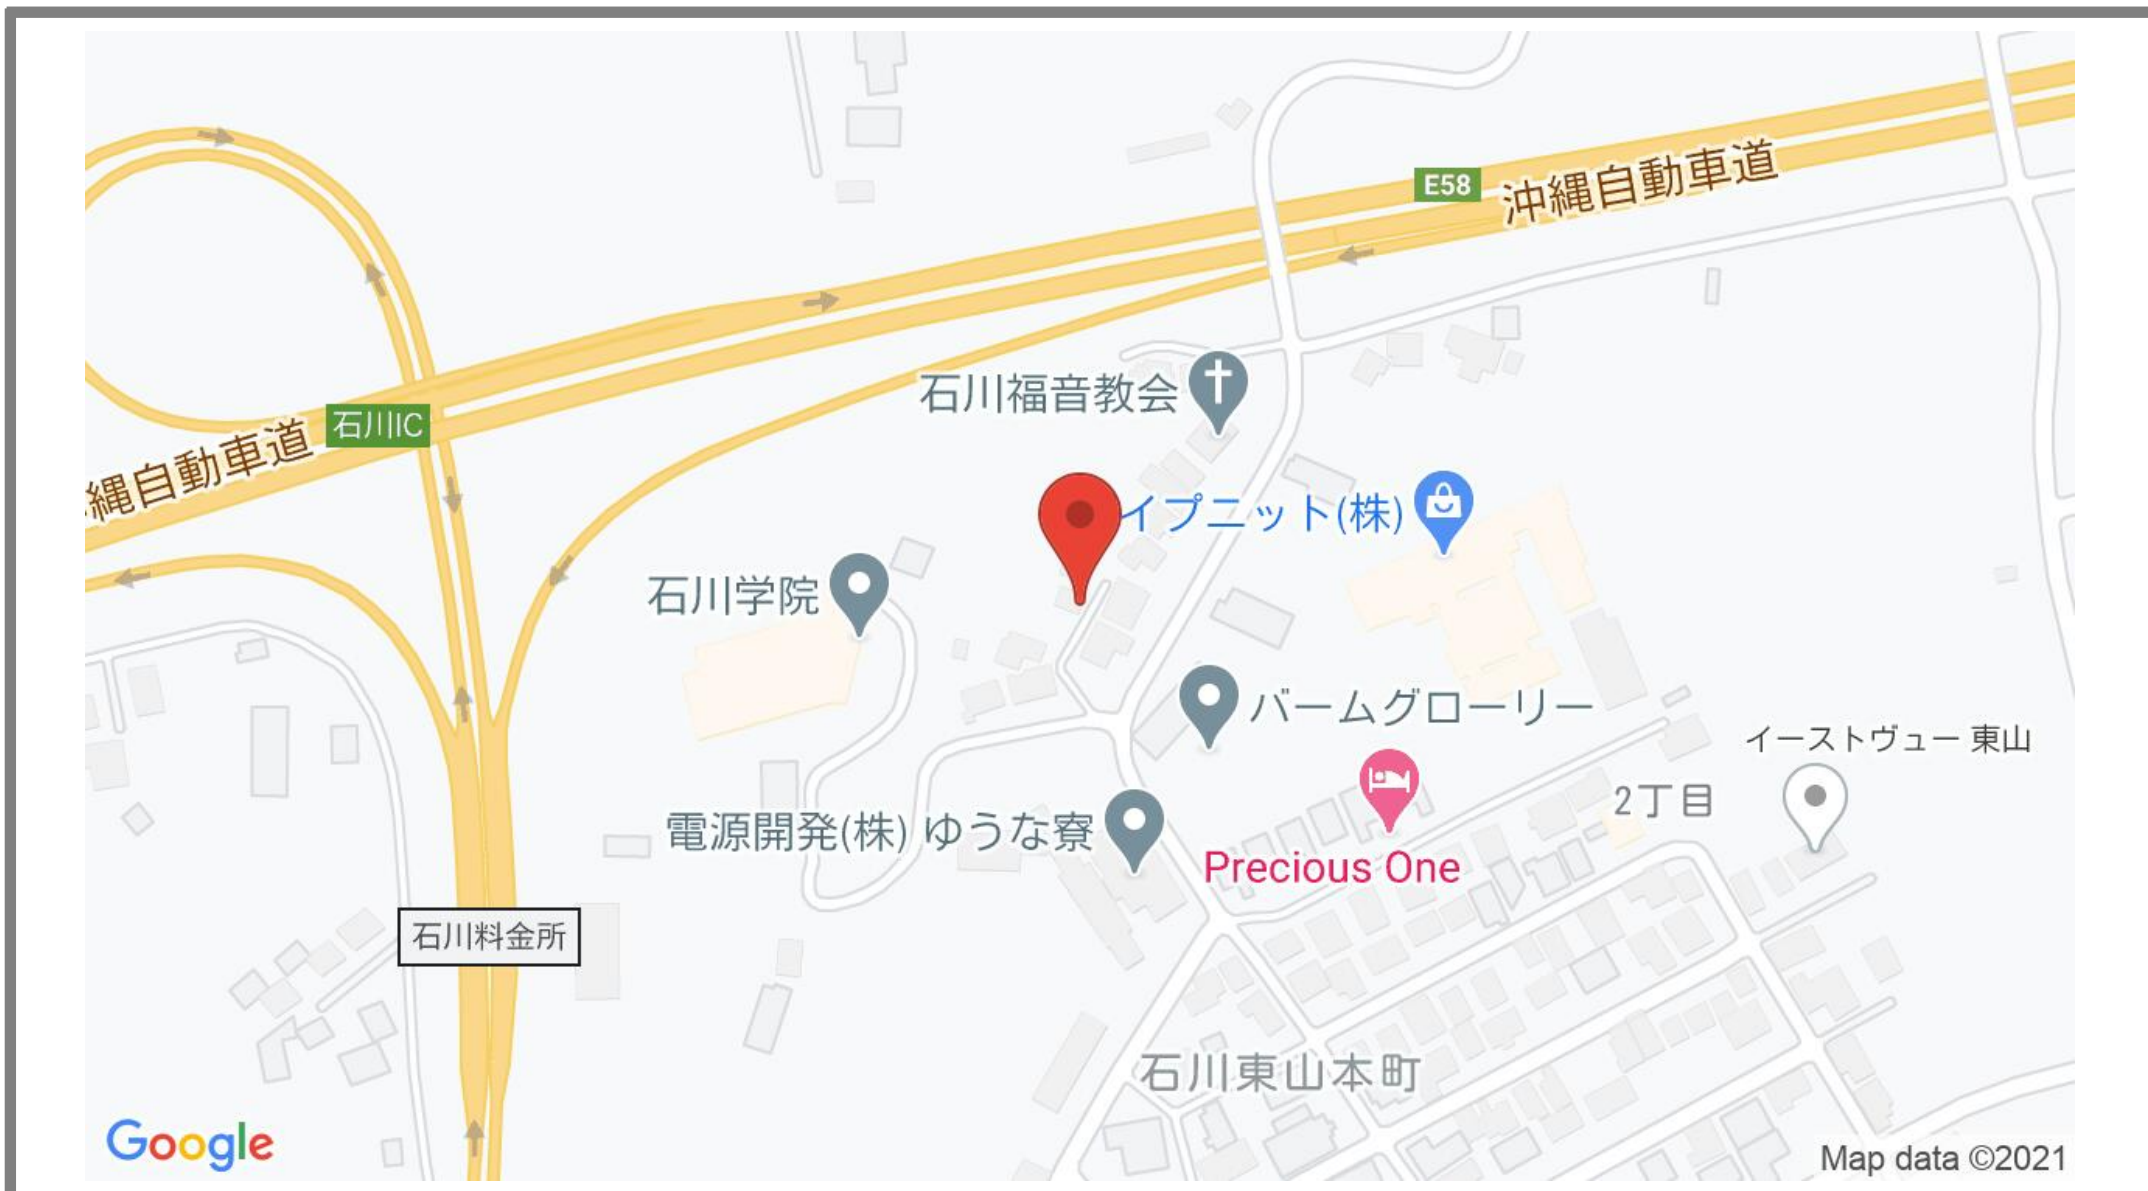 E58
沖縄自動車道
石川福音教会
石川IC
縄自動車道
イプニット(株)
石川学院
バームグローリー
イーストヴュー 東山
2丁目
電源開発(株) ゆうな寮
Precious One
石川料金所
石川東山本町
Google
Map data ©2021